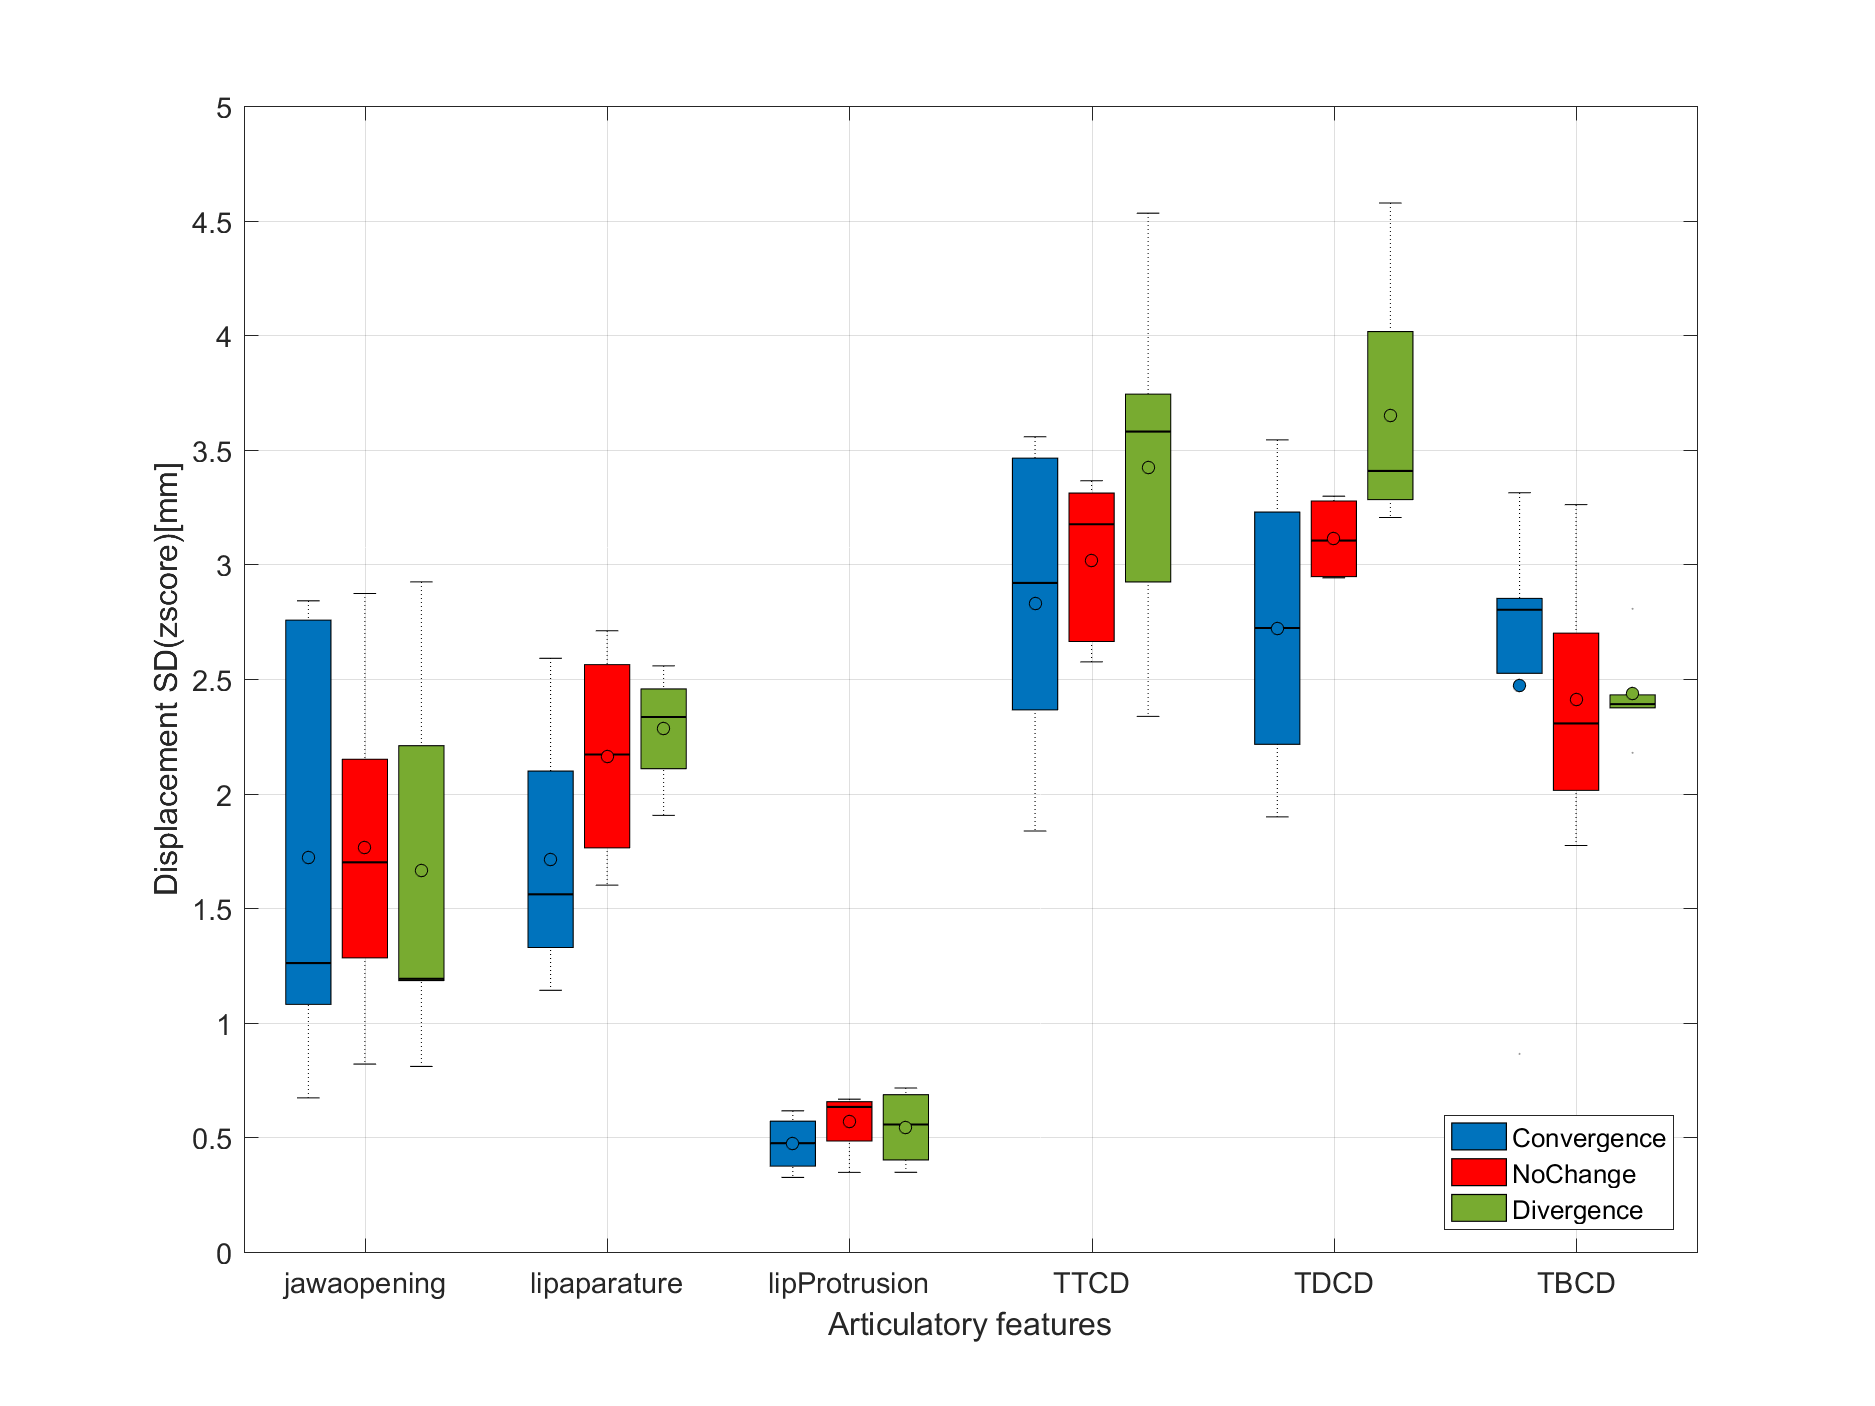 5
4.5
4
3.5
3
2.5
2
1.5
1
0.5
0
Displacement SD(zscore)[mm]
Convergence
NoChange
Divergence
jawaopening lipaparature lipProtrusion TTCD TDCD TBCD
Articulatory features